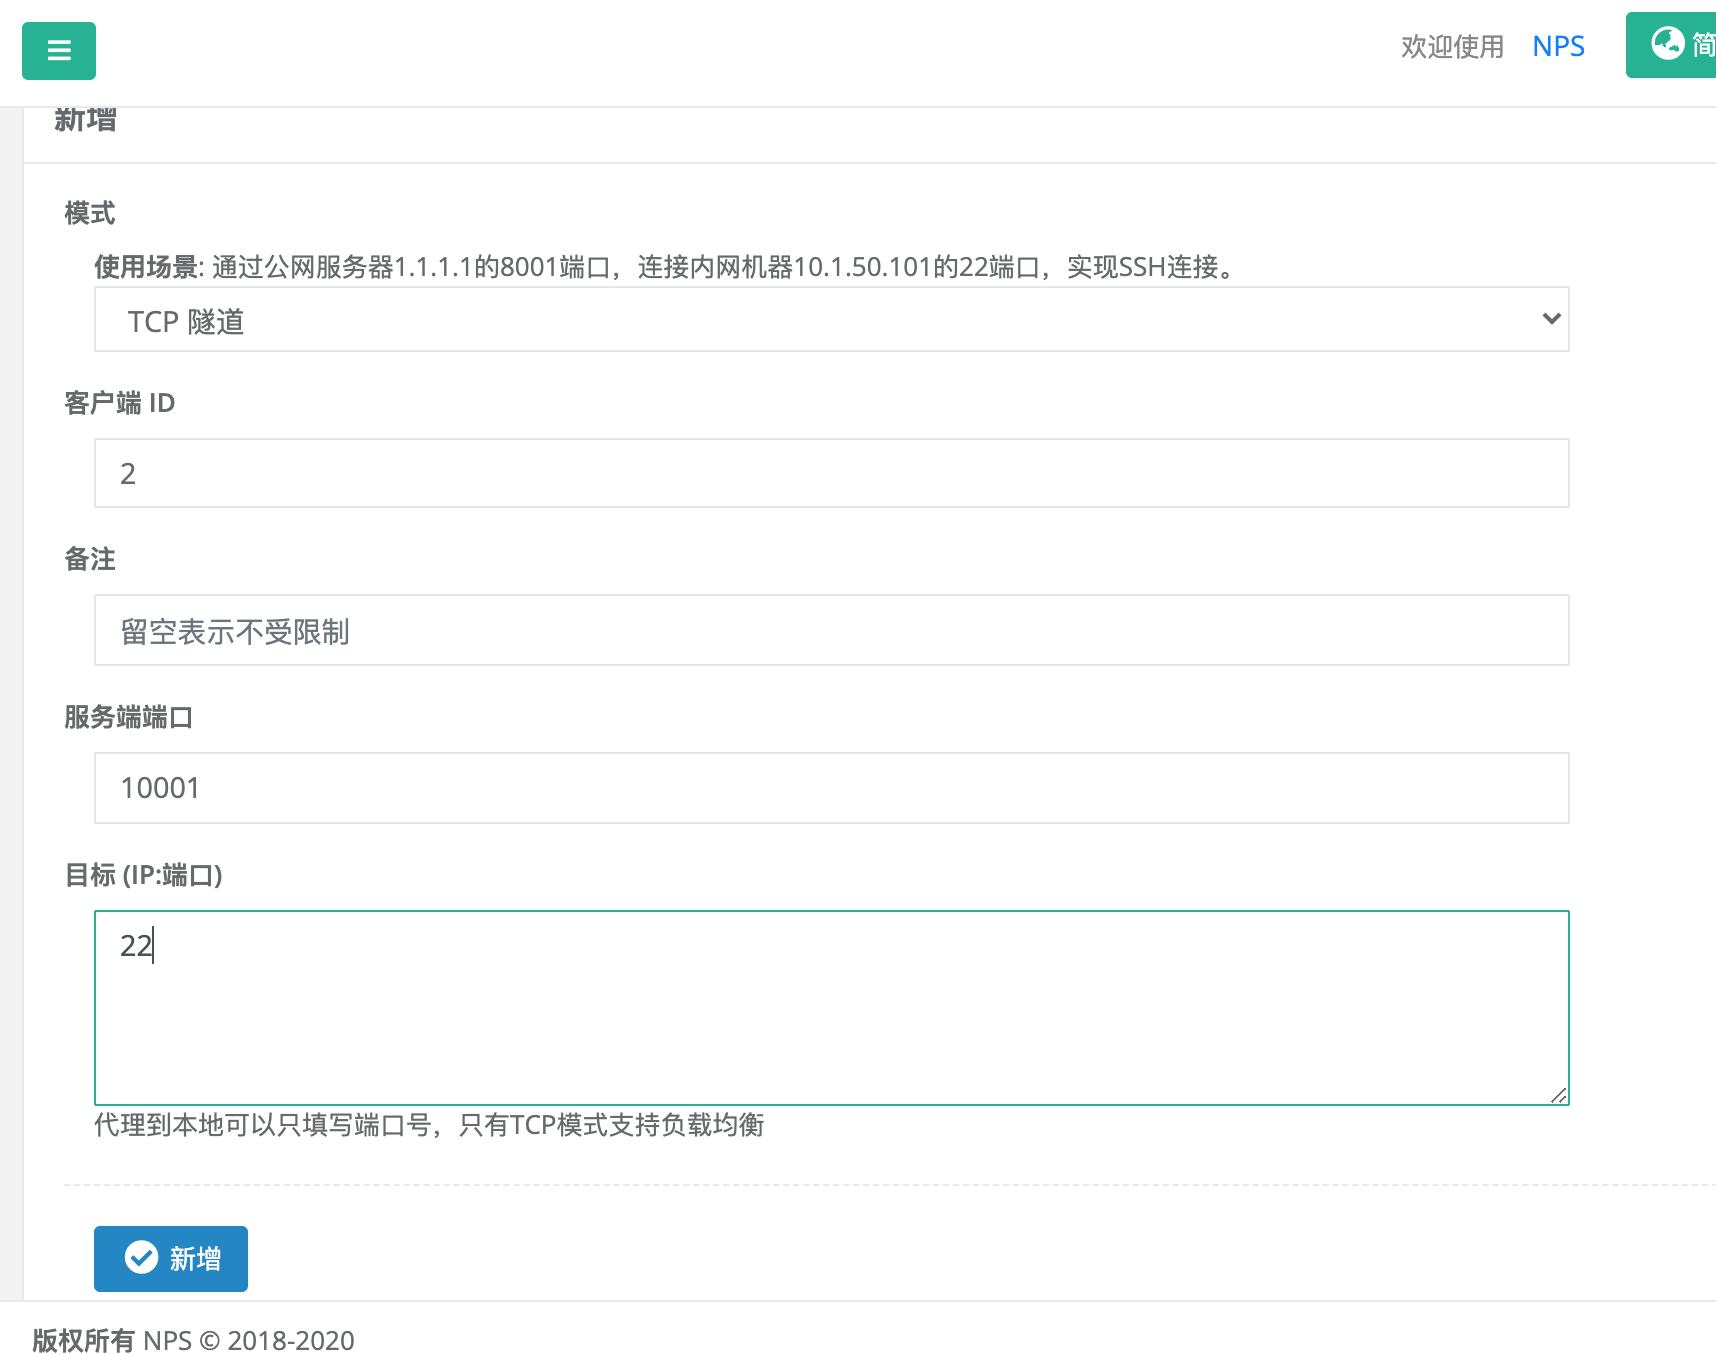 欢迎使用 NPS 简
新增
模式
使用场景: 通过公网服务器1.1.1.1的8001端口，连接内网机器10.1.50.101的22端口，实现SSH连接。
TCP 隧道
客户端 ID
2
备注
留空表示不受限制
服务端端口
10001
目标 (IP:端口)
22
代理到本地可以只填写端口号，只有TCP模式支持负载均衡
新增
版权所有 NPS © 2018-2020